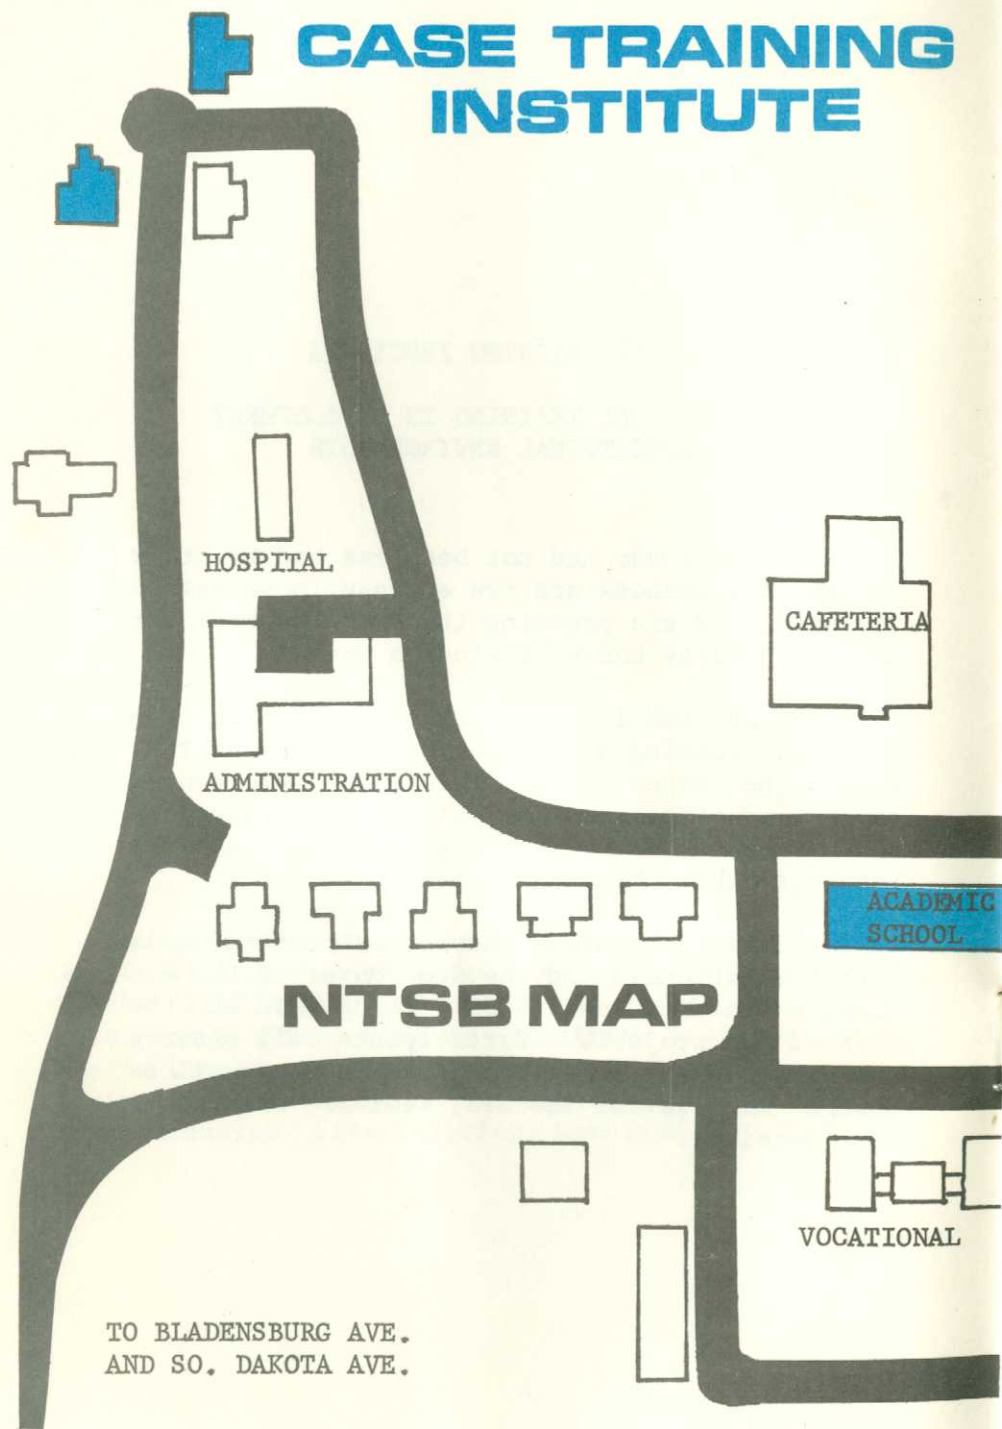 CASE TRAINING
INSTITUTE
HOSPITAL
CAFETERIA
ADMINISTRATION
ACADEMIC
SCHOOL
NTSB MAP
VOCATIONAL
TO BLADENSBURG AVE.
AND SO. DAKOTA AVE.